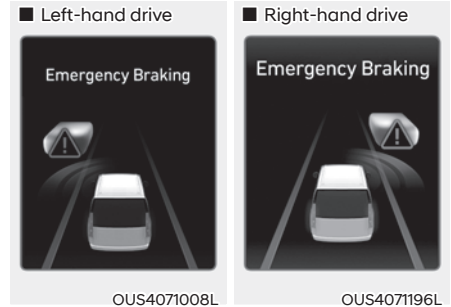 ■ Left-hand drive
Emergency Braking
OUS4071008L
■ Right-hand drive
Emergency Braking
OUS4071196L